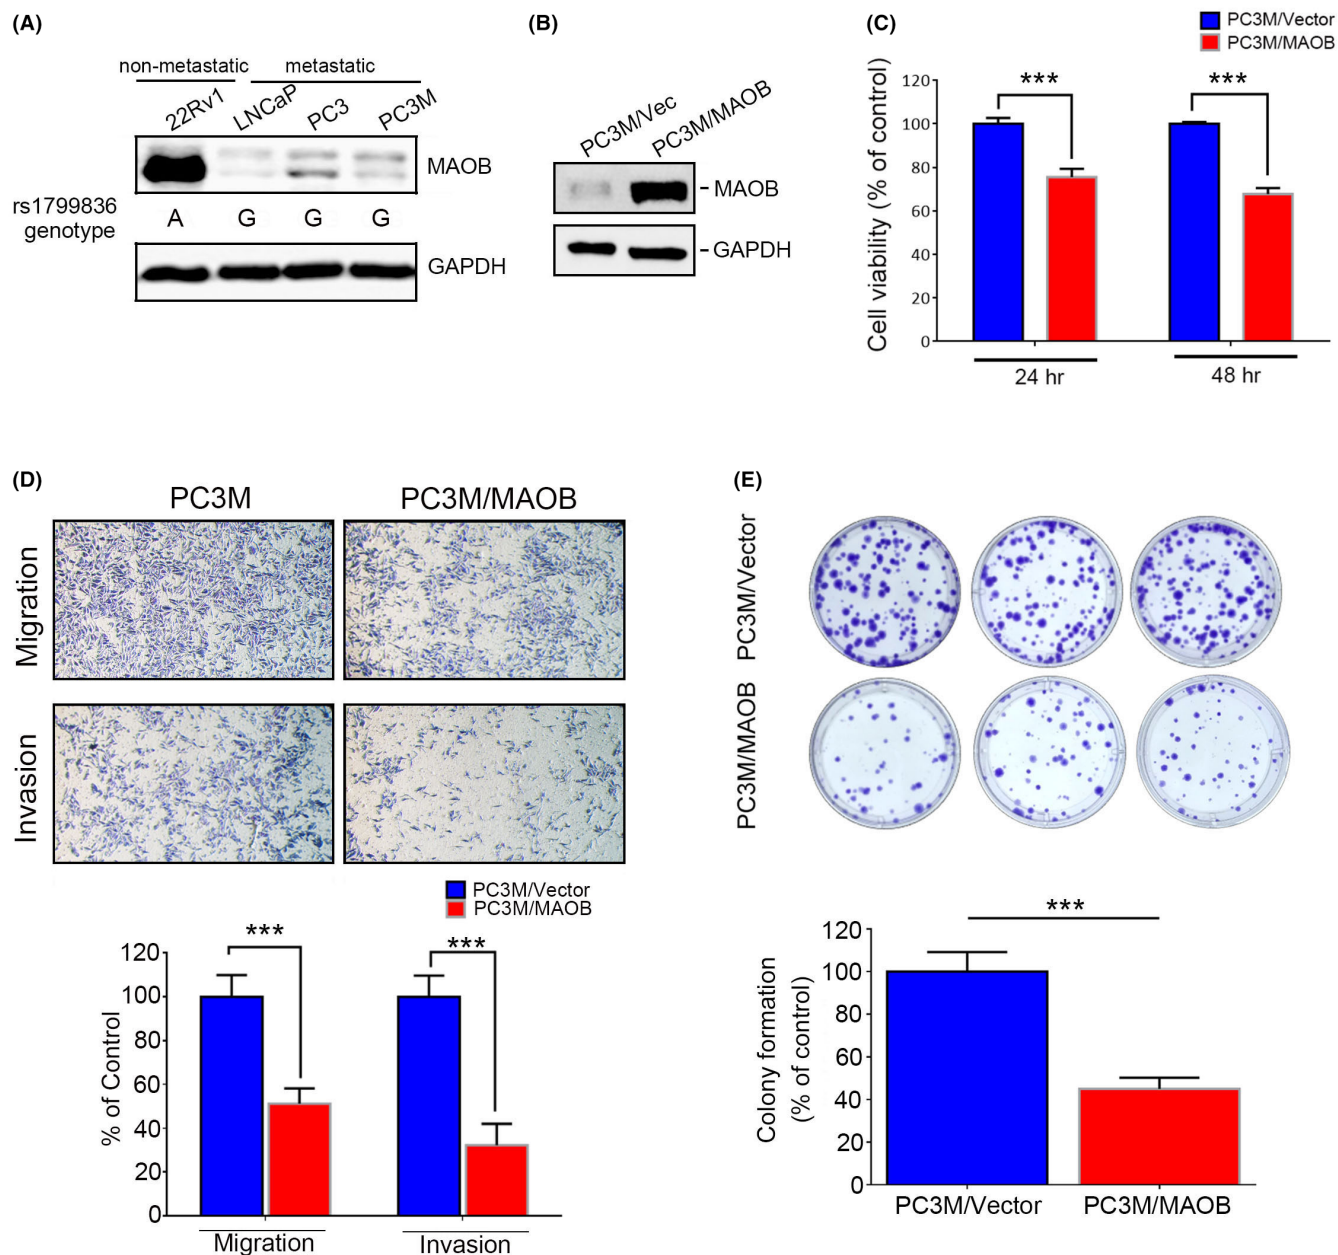 (A)
non-metastatic metastatic
22Rv1 LNCaP PC3 PC3M
MAOB
rs1799836
genotype
A G G G
GAPDH
(B)
PC3M/Vec PC3M/MAOB
MAOB
GAPDH
(C)
PC3M/Vector
PC3M/MAOB
Cell viability (% of control)
120
100
80
60
40
20
0
*** ***
24 hr 48 hr
(D)
PC3M PC3M/MAOB
Migration
Invasion
PC3M/Vector
PC3M/MAOB
% of Control
120
100
80
60
40
20
0
*** ***
Migration Invasion
(E)
PC3M/Vector
PC3M/MAOB
Colony formation
(% of control)
120
100
80
60
40
20
0
***
PC3M/Vector PC3M/MAOB